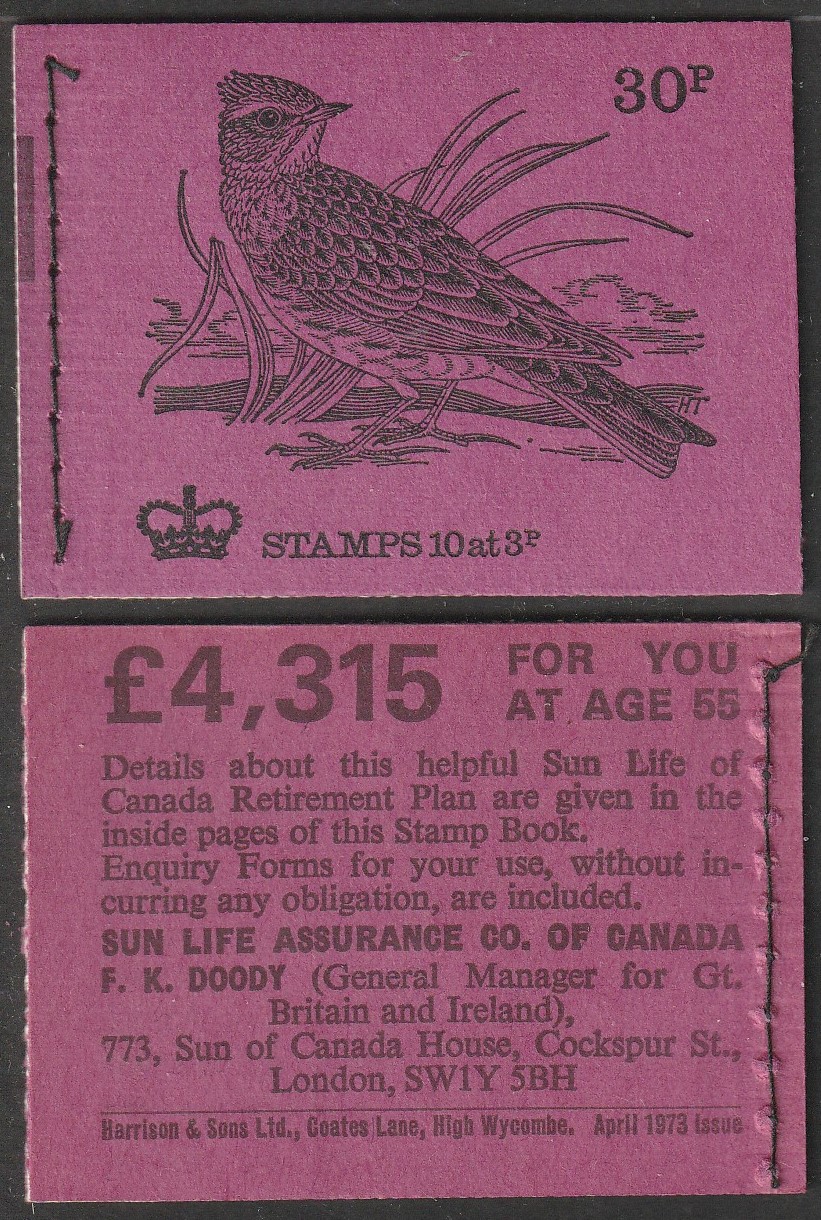 30P
HT
STAMPS 10 at 3P
£4,315 FOR YOU
AT AGE 55
Details about this helpful Sun Life of
Canada Retirement Plan are given in the
inside pages of this Stamp Book.
Enquiry Forms for your use, without in-
curring any obligation, are included.
SUN LIFE ASSURANCE CO. OF CANADA
F. K. DOODY (General Manager for Gt.
Britain and Ireland),
773, Sun of Canada House, Cockspur St.,
London, SW1Y 5BH
Harrison & Sons Ltd., Coates Lane, High Wycombe. April 1973 Issue